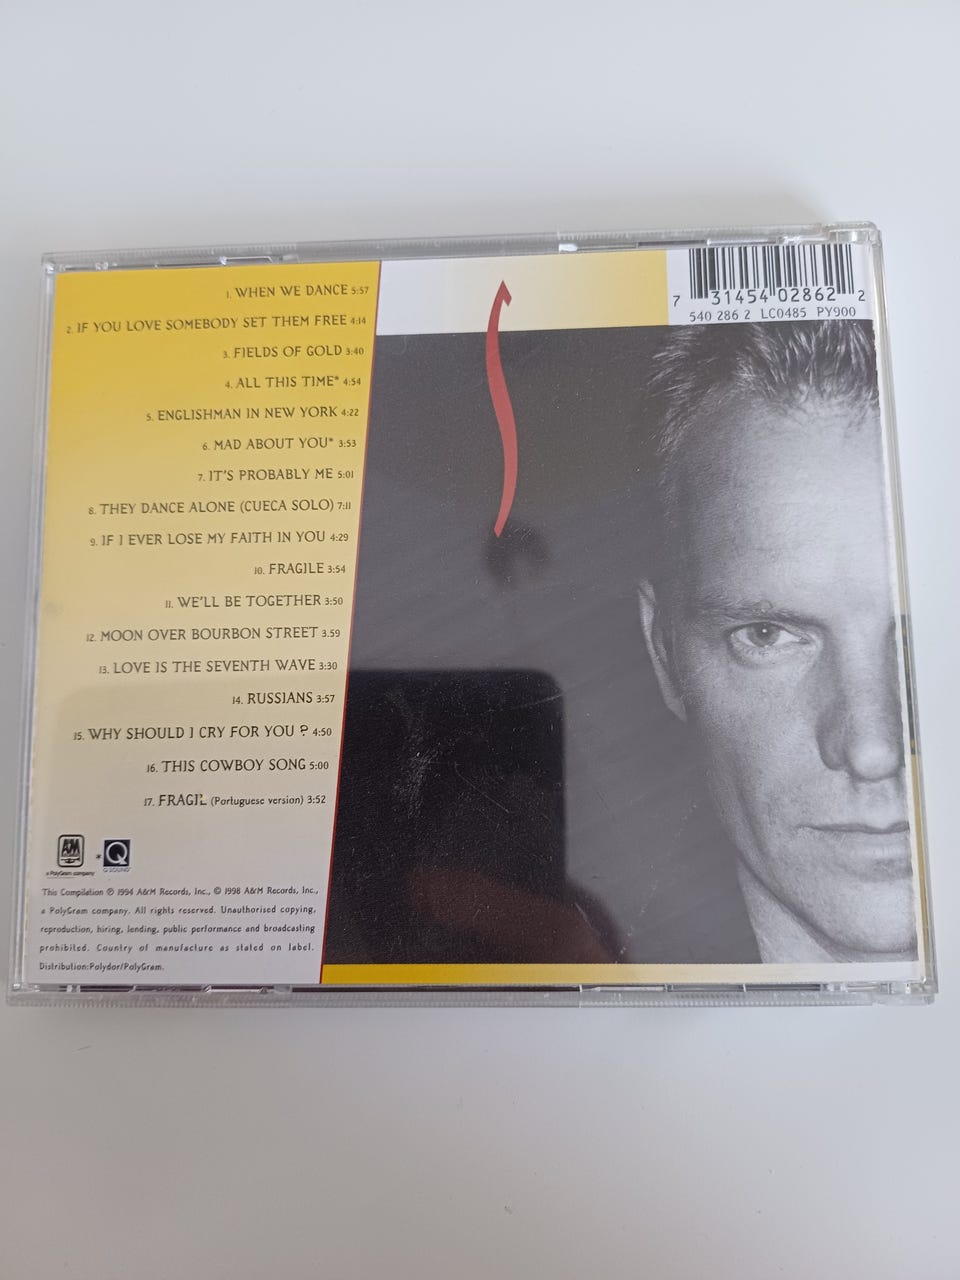 1. WHEN WE DANCE 5:57
2. IF YOU LOVE SOMEBODY SET THEM FREE 4:14
3. FIELDS OF GOLD 3:40
4. ALL THIS TIME* 4:54
5. ENGLISHMAN IN NEW YORK 4:22
6. MAD ABOUT YOU* 3:53
7. IT'S PROBABLY ME 5:01
8. THEY DANCE ALONE (CUECA SOLO) 7:11
9. IF I EVER LOSE MY FAITH IN YOU 4:29
10. FRAGILE 3:54
11. WE'LL BE TOGETHER 3:50
12. MOON OVER BOURBON STREET 3:59
13. LOVE IS THE SEVENTH WAVE 3:30
14. RUSSIANS 3:57
15. WHY SHOULD I CRY FOR YOU ? 4:50
16. THIS COWBOY SONG 5:00
17. FRAGIL (Portuguese version) 3:52
A&M RECORDS
a PolyGram company
* Q
Q SOUND
This Compilation ℗ 1994 A&M Records, Inc., © 1998 A&M Records, Inc.,
a PolyGram company. All rights reserved. Unauthorised copying,
reproduction, hiring, lending, public performance and broadcasting
prohibited. Country of manufacture as stated on label.
Distribution:Polydor/PolyGram.
7 31454 02862 2
540 286 2 LC0485 PY900